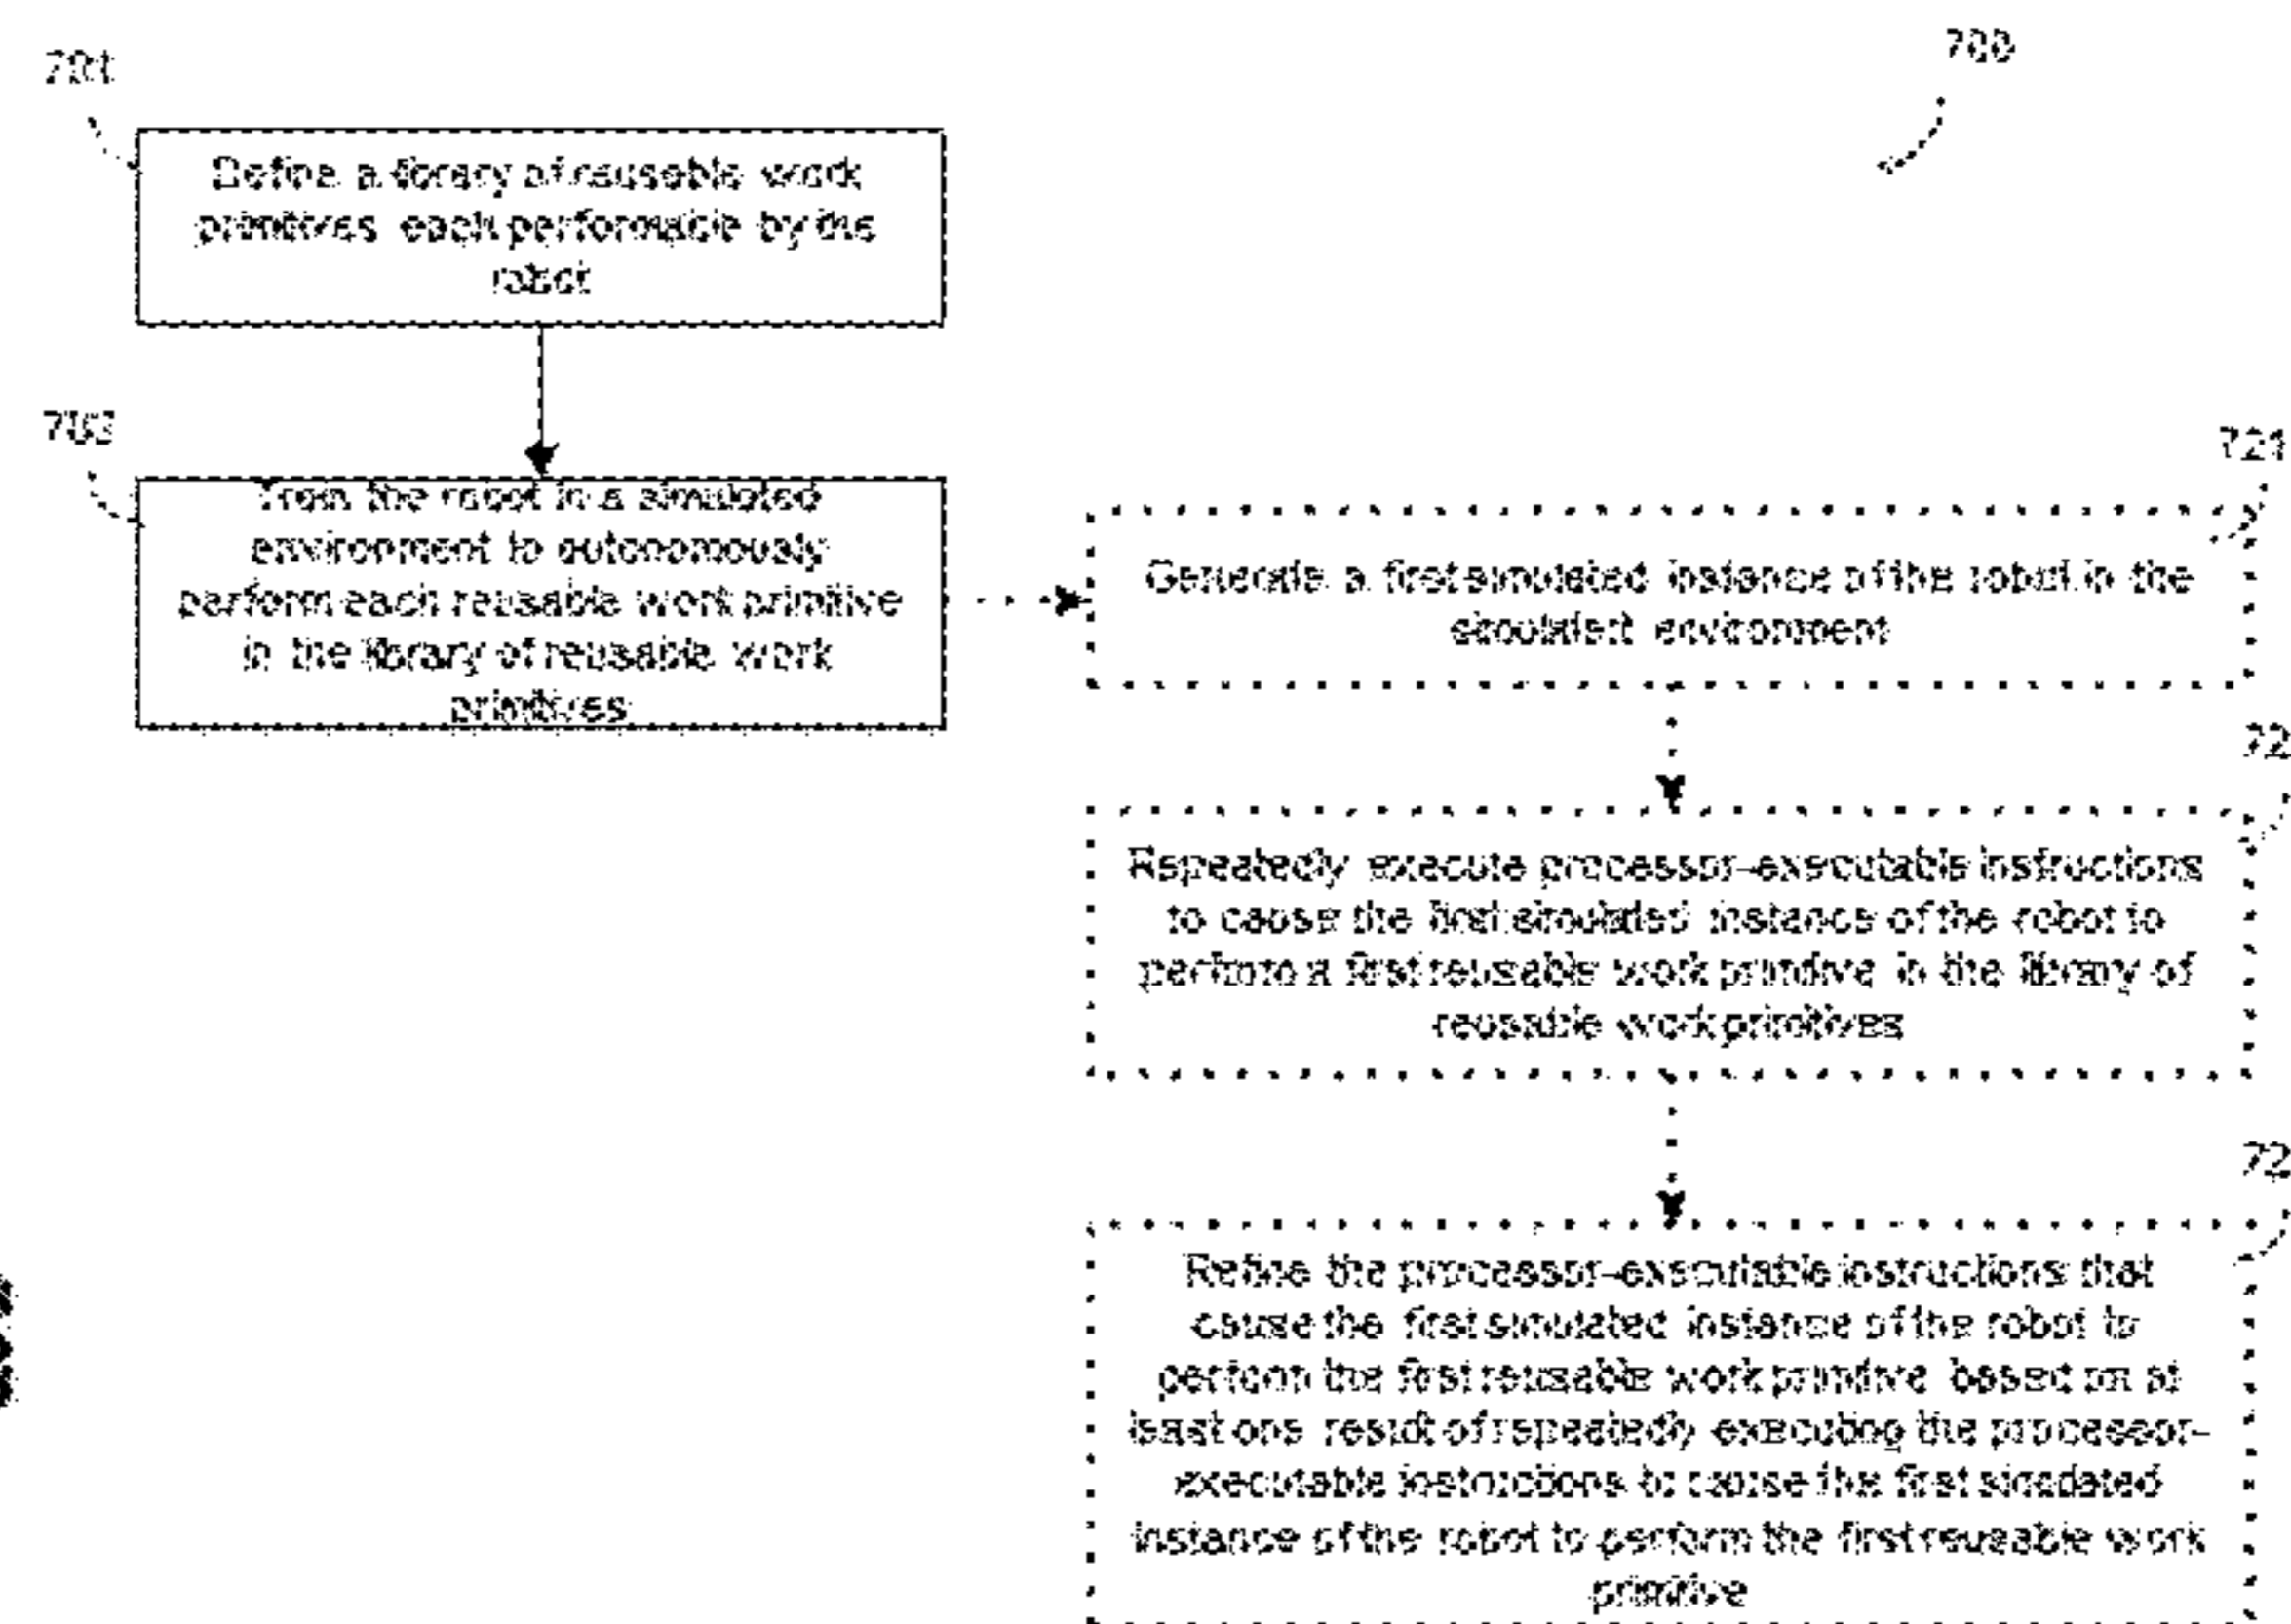 701
700
Define a library of reusable work
primitives each performable by the
robot
702
Train the robot in a simulated
environment to autonomously
perform each reusable work primitive
in the library of reusable work
primitives
721
Generate a first simulated instance of the robot in the
simulated environment
72
Repeatedly execute processor-executable instructions
to cause the first simulated instance of the robot to
perform a first reusable work primitive in the library of
reusable work primitives
72
Refine the processor-executable instructions that
cause the first simulated instance of the robot to
perform the first reusable work primitive based on at
least one result of repeatedly executing the processor-
executable instructions to cause the first simulated
instance of the robot to perform the first reusable work
primitive